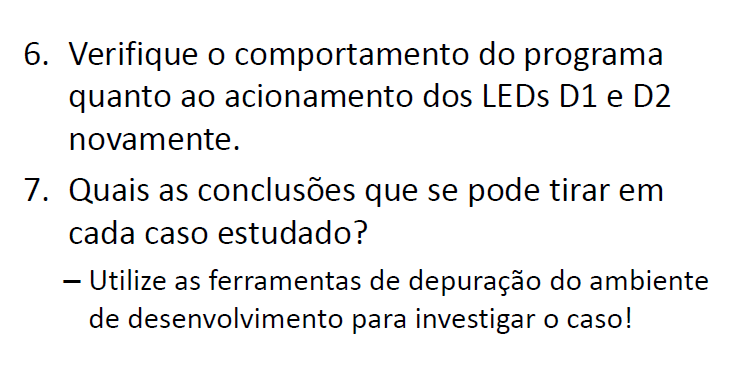 6. Verifique o comportamento do programa
quanto ao acionamento dos LEDs D1 e D2
novamente.
7. Quais as conclusões que se pode tirar em
cada caso estudado?
– Utilize as ferramentas de depuração do ambiente
de desenvolvimento para investigar o caso!